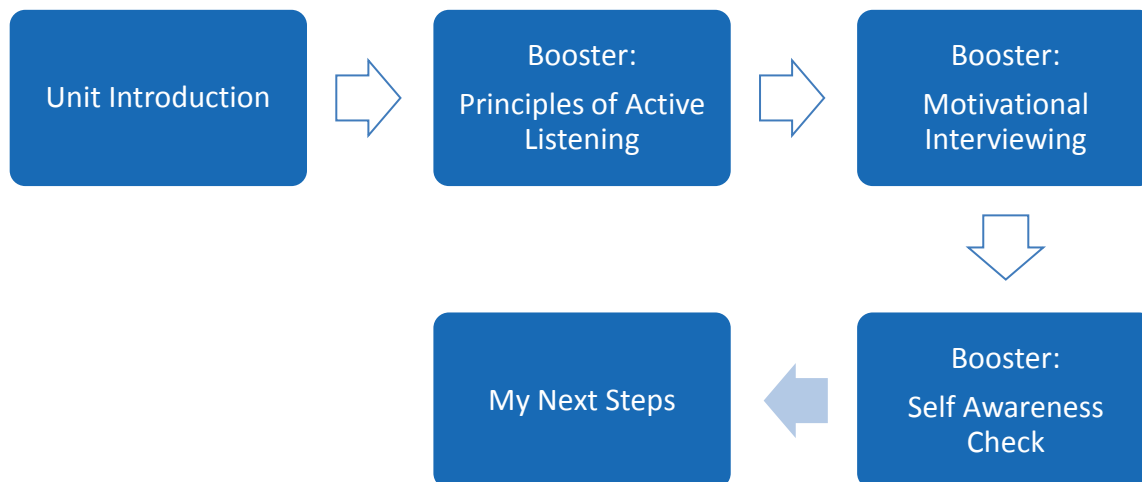 Unit Introduction
Booster:
Principles of Active
Listening
Booster:
Motivational
Interviewing
Booster:
Self Awareness
Check
My Next Steps